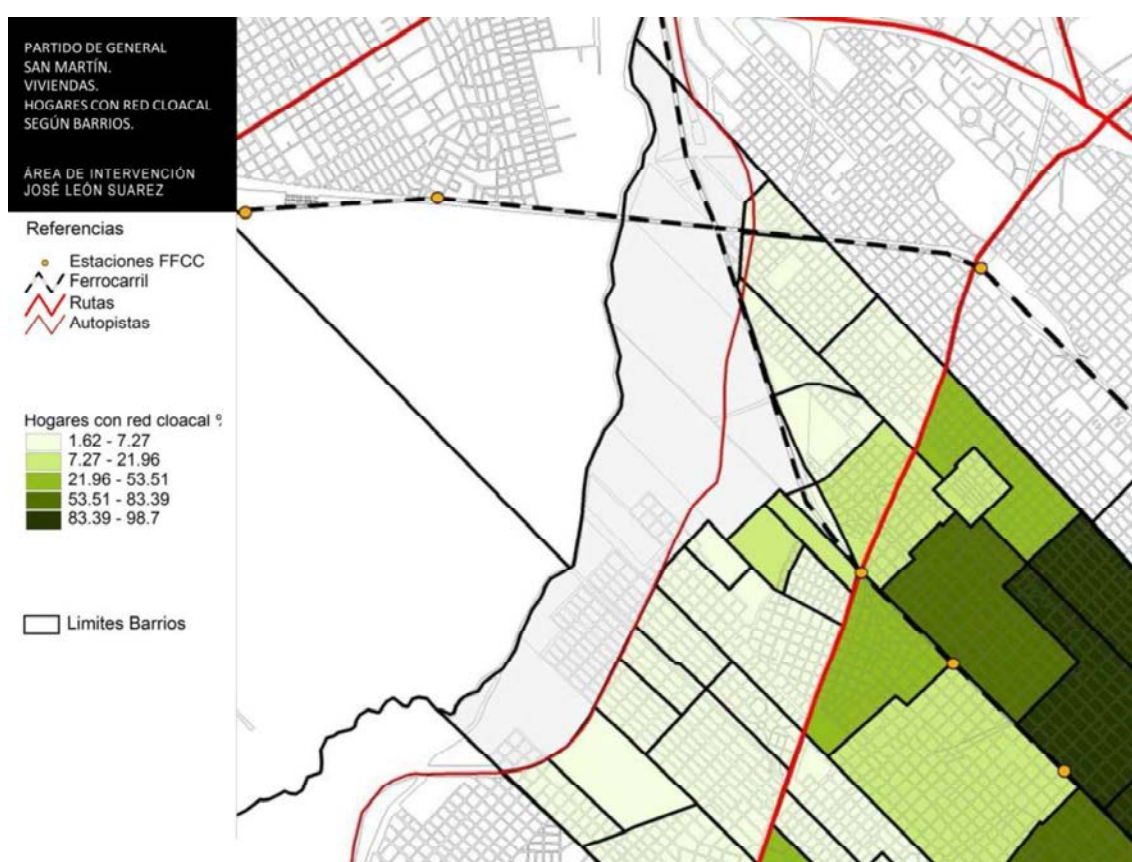 PARTIDO DE GENERAL
SAN MARTÍN.
VIVIENDAS.
HOGARES CON RED CLOACAL
SEGÚN BARRIOS.
ÁREA DE INTERVENCIÓN
JOSÉ LEÓN SUAREZ
Referencias
Estaciones FFCC
Ferrocarril
Rutas
Autopistas
Hogares con red cloacal %
1.62 - 7.27
7.27 - 21.96
21.96 - 53.51
53.51 - 83.39
83.39 - 98.7
Limites Barrios